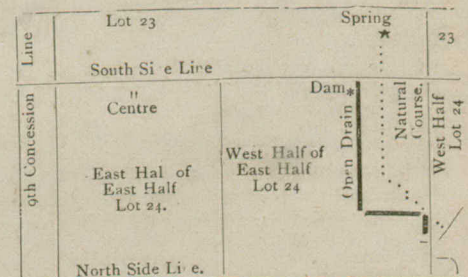 Lot 23
Spring
Line
23
South Si e Line
Dam
"
Centre
9th Concession
East Hal of
East Half
Lot 24.
West Half of
East Half
Lot 24
Open Drain
Natural
Course.
West Half
Lot 24
North Side Li e.